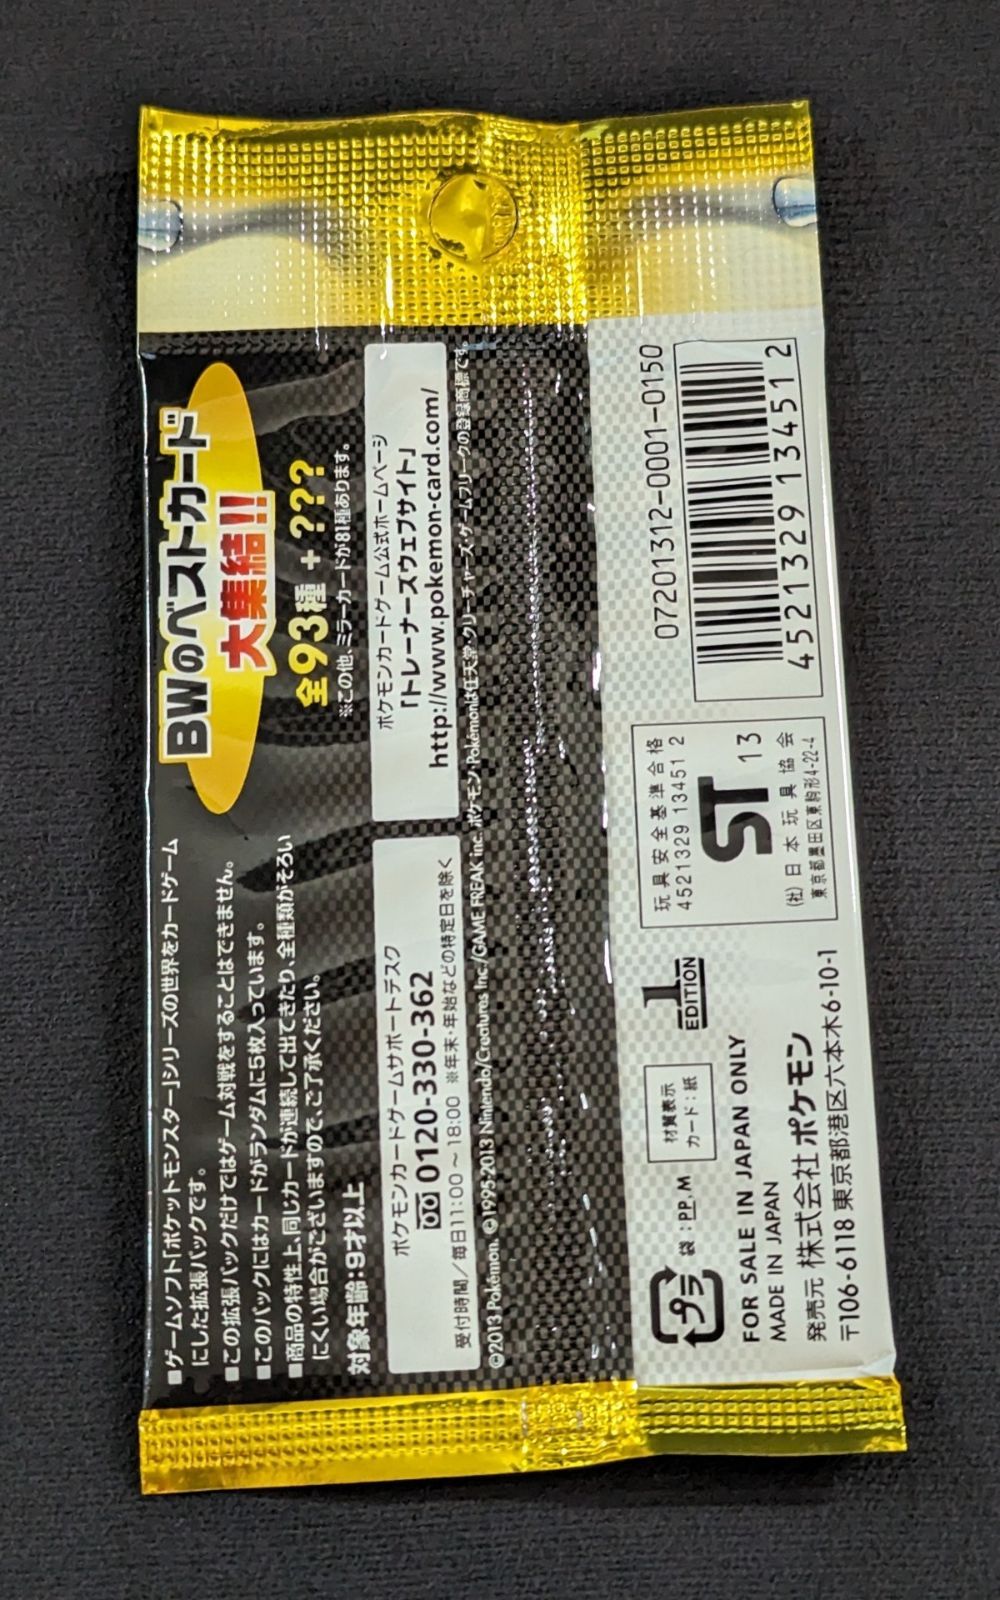 ■ゲームソフト「ポケットモンスター」シリーズの世界をカードゲーム
にした拡張パックです。
■この拡張パックだけではゲーム対戦をすることはできません。
■このパックにはカードがランダムに5枚入っています。
■商品の特性上、同じカードが連続して出てきたり、全種類がそろい
にくい場合がございますので、ご了承ください。
対象年齢:9才以上
BWのベストカード
大集結!!
全93種 + ???
※この他、ミラーカードが81種あります。
ポケモンカードゲームサポートデスク
0120-330-362
受付時間／毎日11:00～18:00 ※年末・年始などの特定日を除く
ポケモンカードゲーム公式ホームページ
「トレーナーズウェブサイト」
http://www.pokemon-card.com/
©2013 Pokémon. ©1995-2013 Nintendo/Creatures Inc./GAME FREAK inc. ポケモン・Pokémonは任天堂・クリーチャーズ・ゲームフリークの登録商標です。
プラ
袋：PP, M
材質表示
カード：紙
1
EDITION
FOR SALE IN JAPAN ONLY
MADE IN JAPAN
発売元 株式会社ポケモン
〒106-6118 東京都港区六本木6-10-1
玩具安全基準合格
4521329 13451 2
ST 13
(社) 日本玩具協会
東京都墨田区東駒形4-22-4
07201312-0001-0150
4 521329 134512